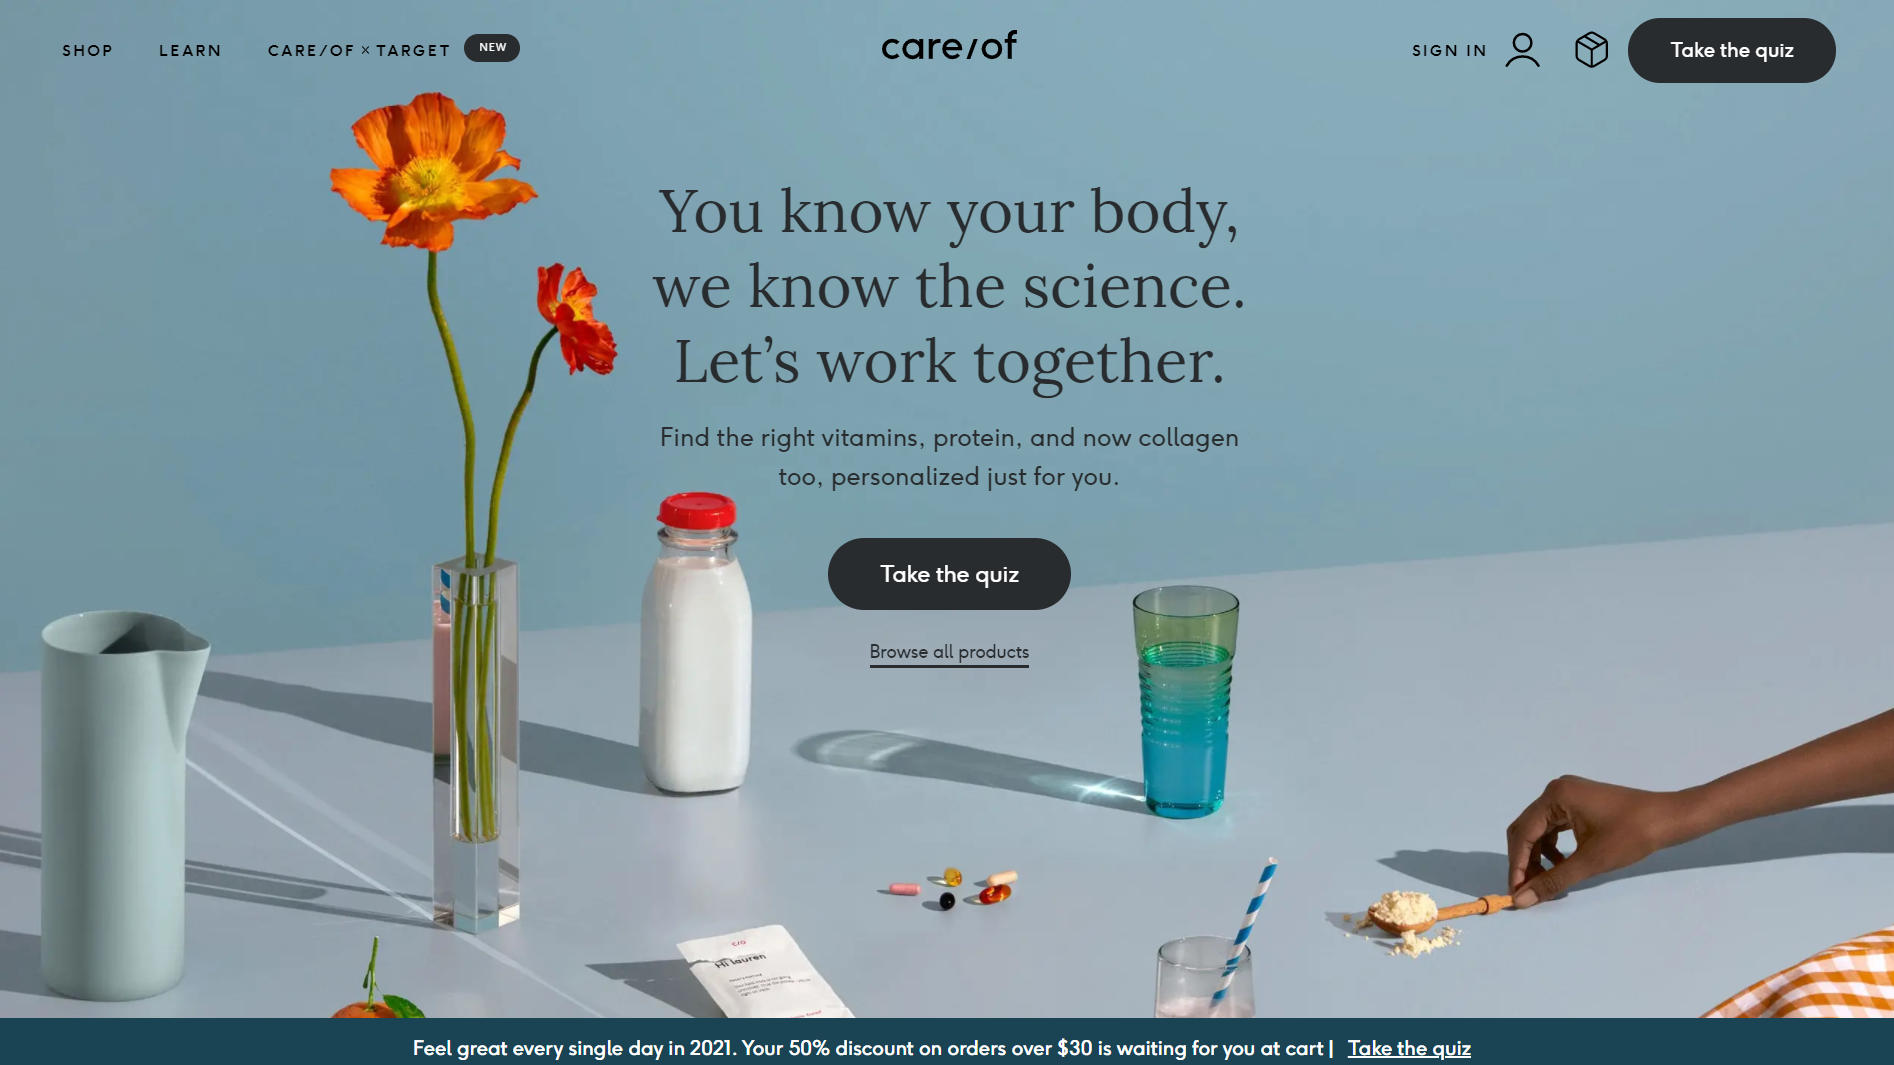 SHOP LEARN CARE/OF × TARGET NEW care/of SIGN IN Take the quiz
You know your body,
we know the science.
Let’s work together.
Find the right vitamins, protein, and now collagen
too, personalized just for you.
Take the quiz
Browse all products
c/o
Hi Lauren
Feel great every single day in 2021. Your 50% discount on orders over $30 is waiting for you at cart | Take the quiz